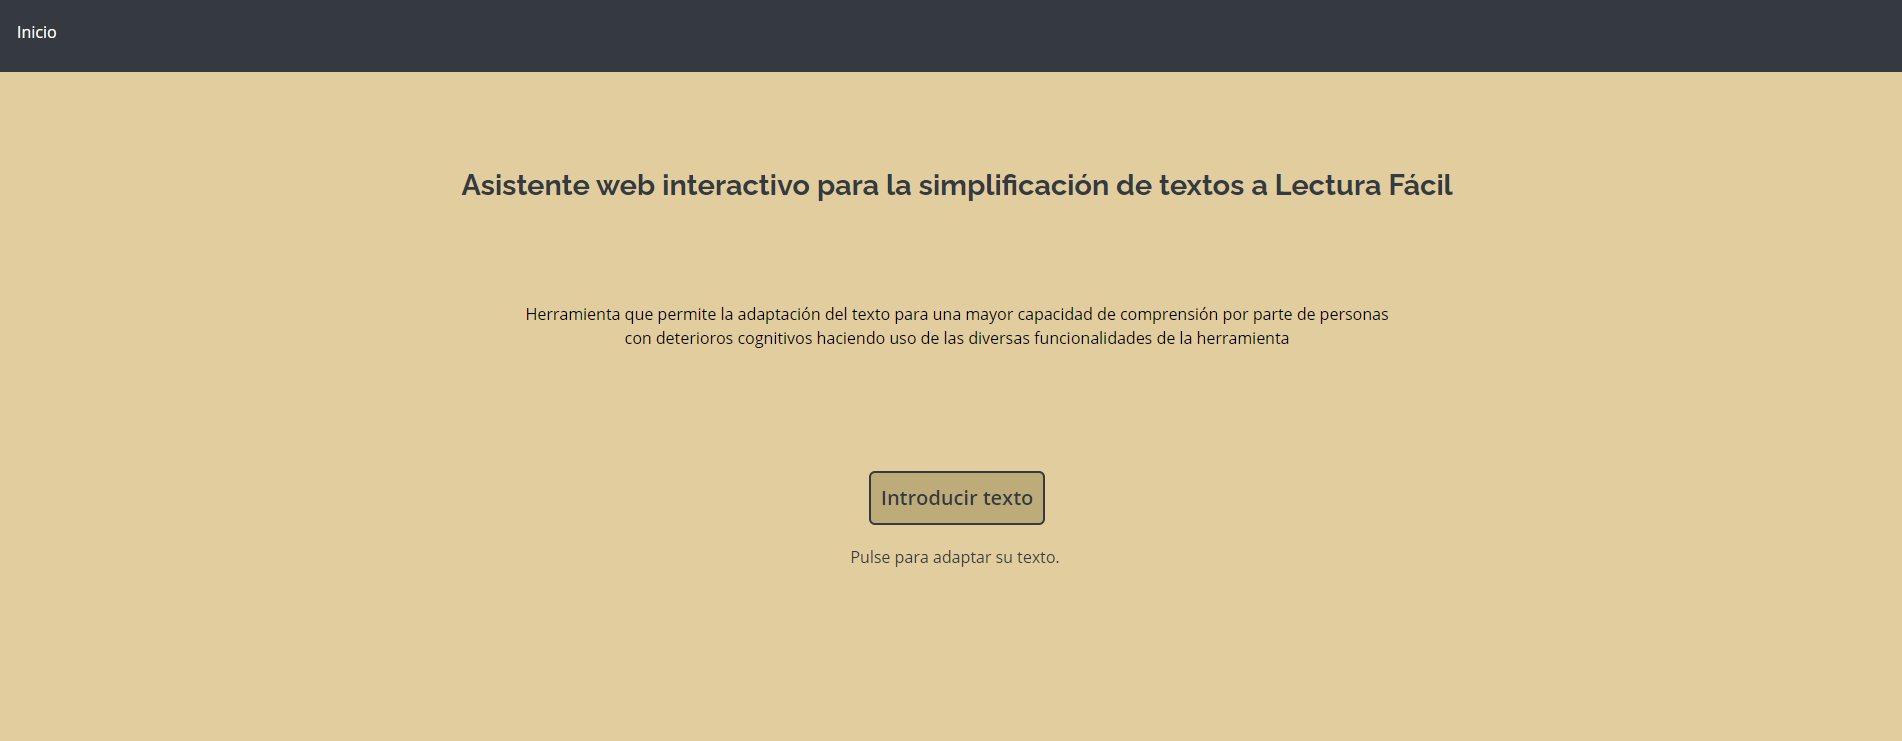 Inicio
Asistente web interactivo para la simplificación de textos a Lectura Fácil
Herramienta que permite la adaptación del texto para una mayor capacidad de comprensión por parte de personas
con deterioros cognitivos haciendo uso de las diversas funcionalidades de la herramienta
Introducir texto
Pulse para adaptar su texto.